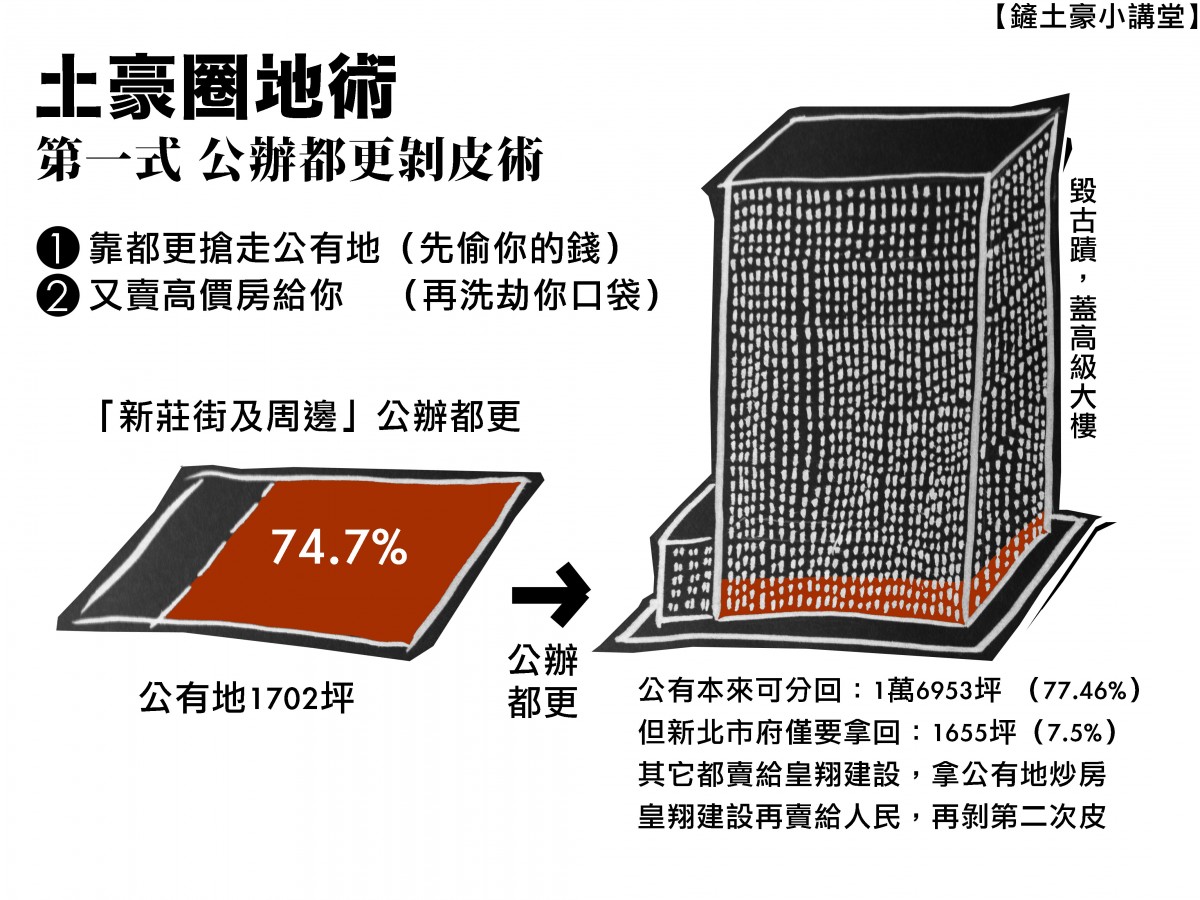 【鏟土豪小講堂】
土豪圈地術
第一式 公辦都更剝皮術
❶ 靠都更搶走公有地（先偷你的錢）
❷ 又賣高價房給你　（再洗劫你口袋）
「新莊街及周邊」公辦都更
74.7%
公有地1702坪
公辦
都更
毀古蹟，蓋高級大樓
公有本來可分回：1萬6953坪 （77.46%）
但新北市府僅要拿回：1655坪（7.5%）
其它都賣給皇翔建設，拿公有地炒房
皇翔建設再賣給人民，再剝第二次皮